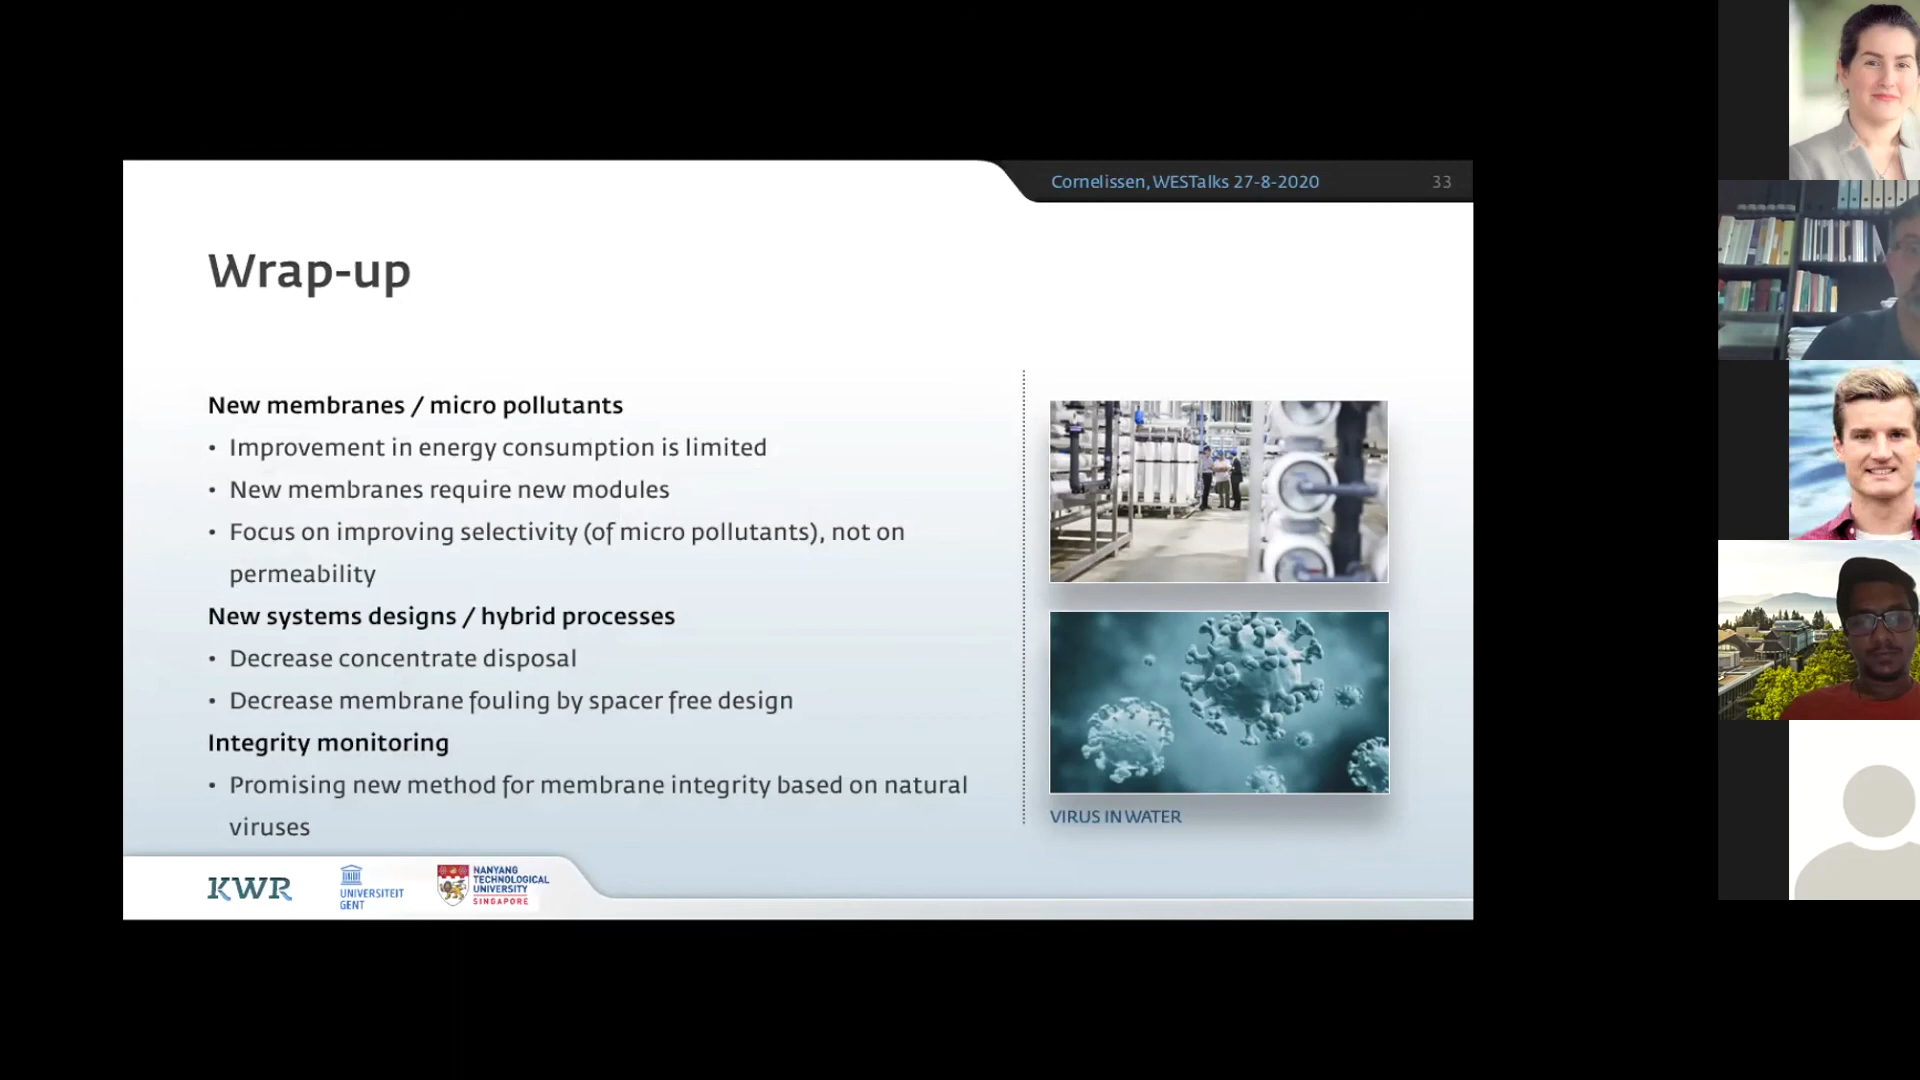 Cornelissen, WESTalks 27-8-2020 33
Wrap-up
New membranes / micro pollutants
• Improvement in energy consumption is limited
• New membranes require new modules
• Focus on improving selectivity (of micro pollutants), not on
permeability
New systems designs / hybrid processes
• Decrease concentrate disposal
• Decrease membrane fouling by spacer free design
Integrity monitoring
• Promising new method for membrane integrity based on natural
viruses
VIRUS IN WATER
KWR
UNIVERSITEIT
GENT
NANYANG
TECHNOLOGICAL
UNIVERSITY
SINGAPORE